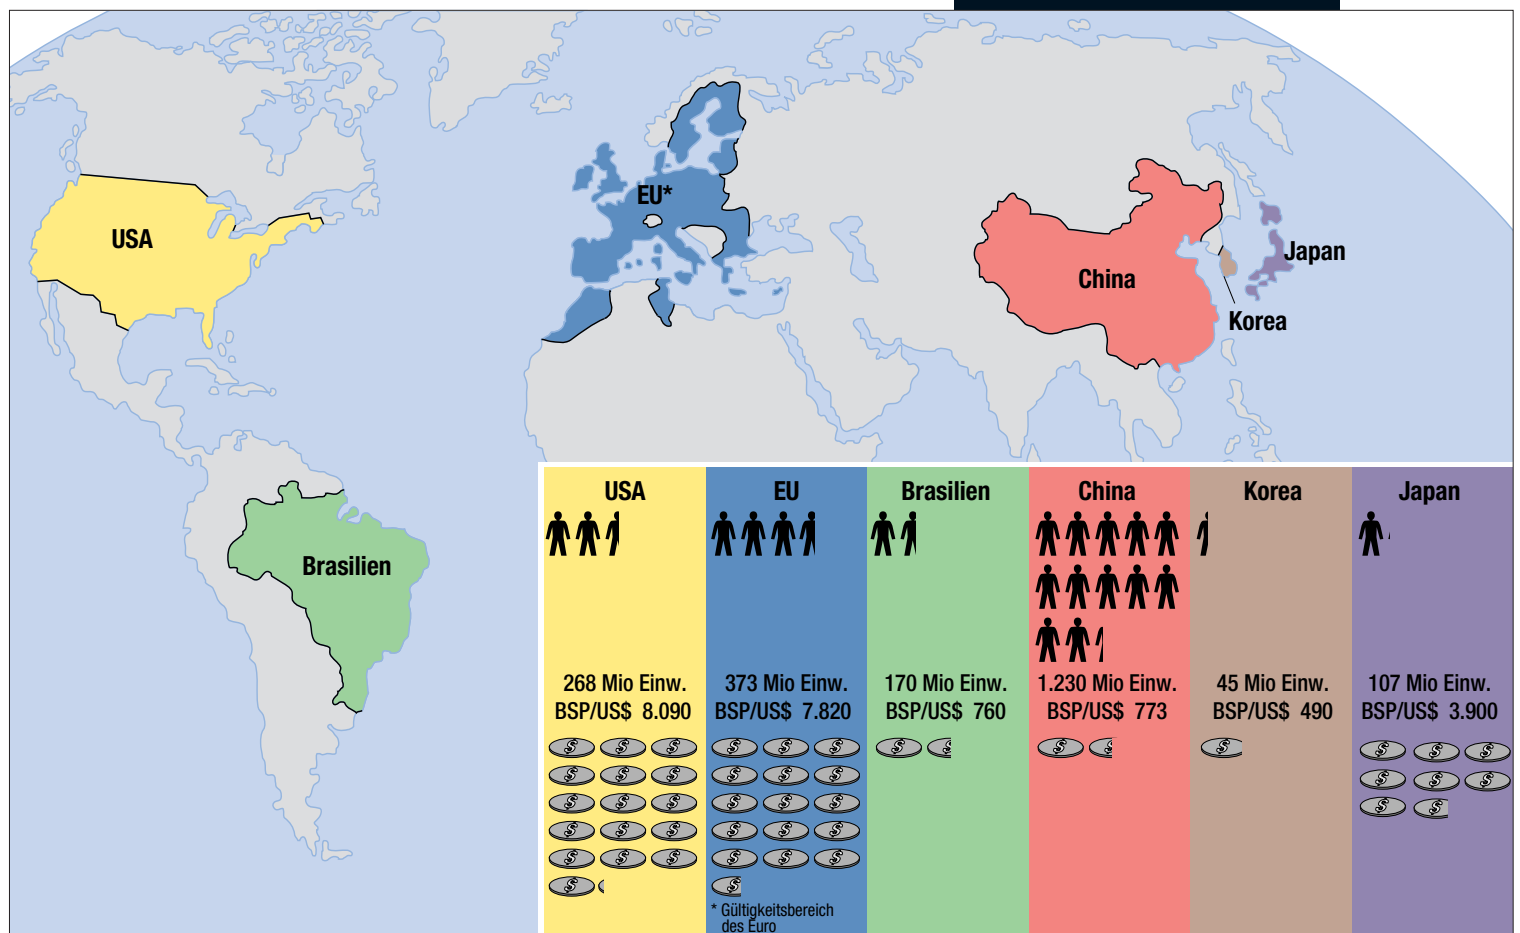 USA
EU*
China
Japan
Korea
Brasilien
USA
268 Mio Einw.
BSP/US$ 8.090
EU
373 Mio Einw.
BSP/US$ 7.820
* Gültigkeitsbereich
des Euro
Brasilien
170 Mio Einw.
BSP/US$ 760
China
1.230 Mio Einw.
BSP/US$ 773
Korea
45 Mio Einw.
BSP/US$ 490
Japan
107 Mio Einw.
BSP/US$ 3.900